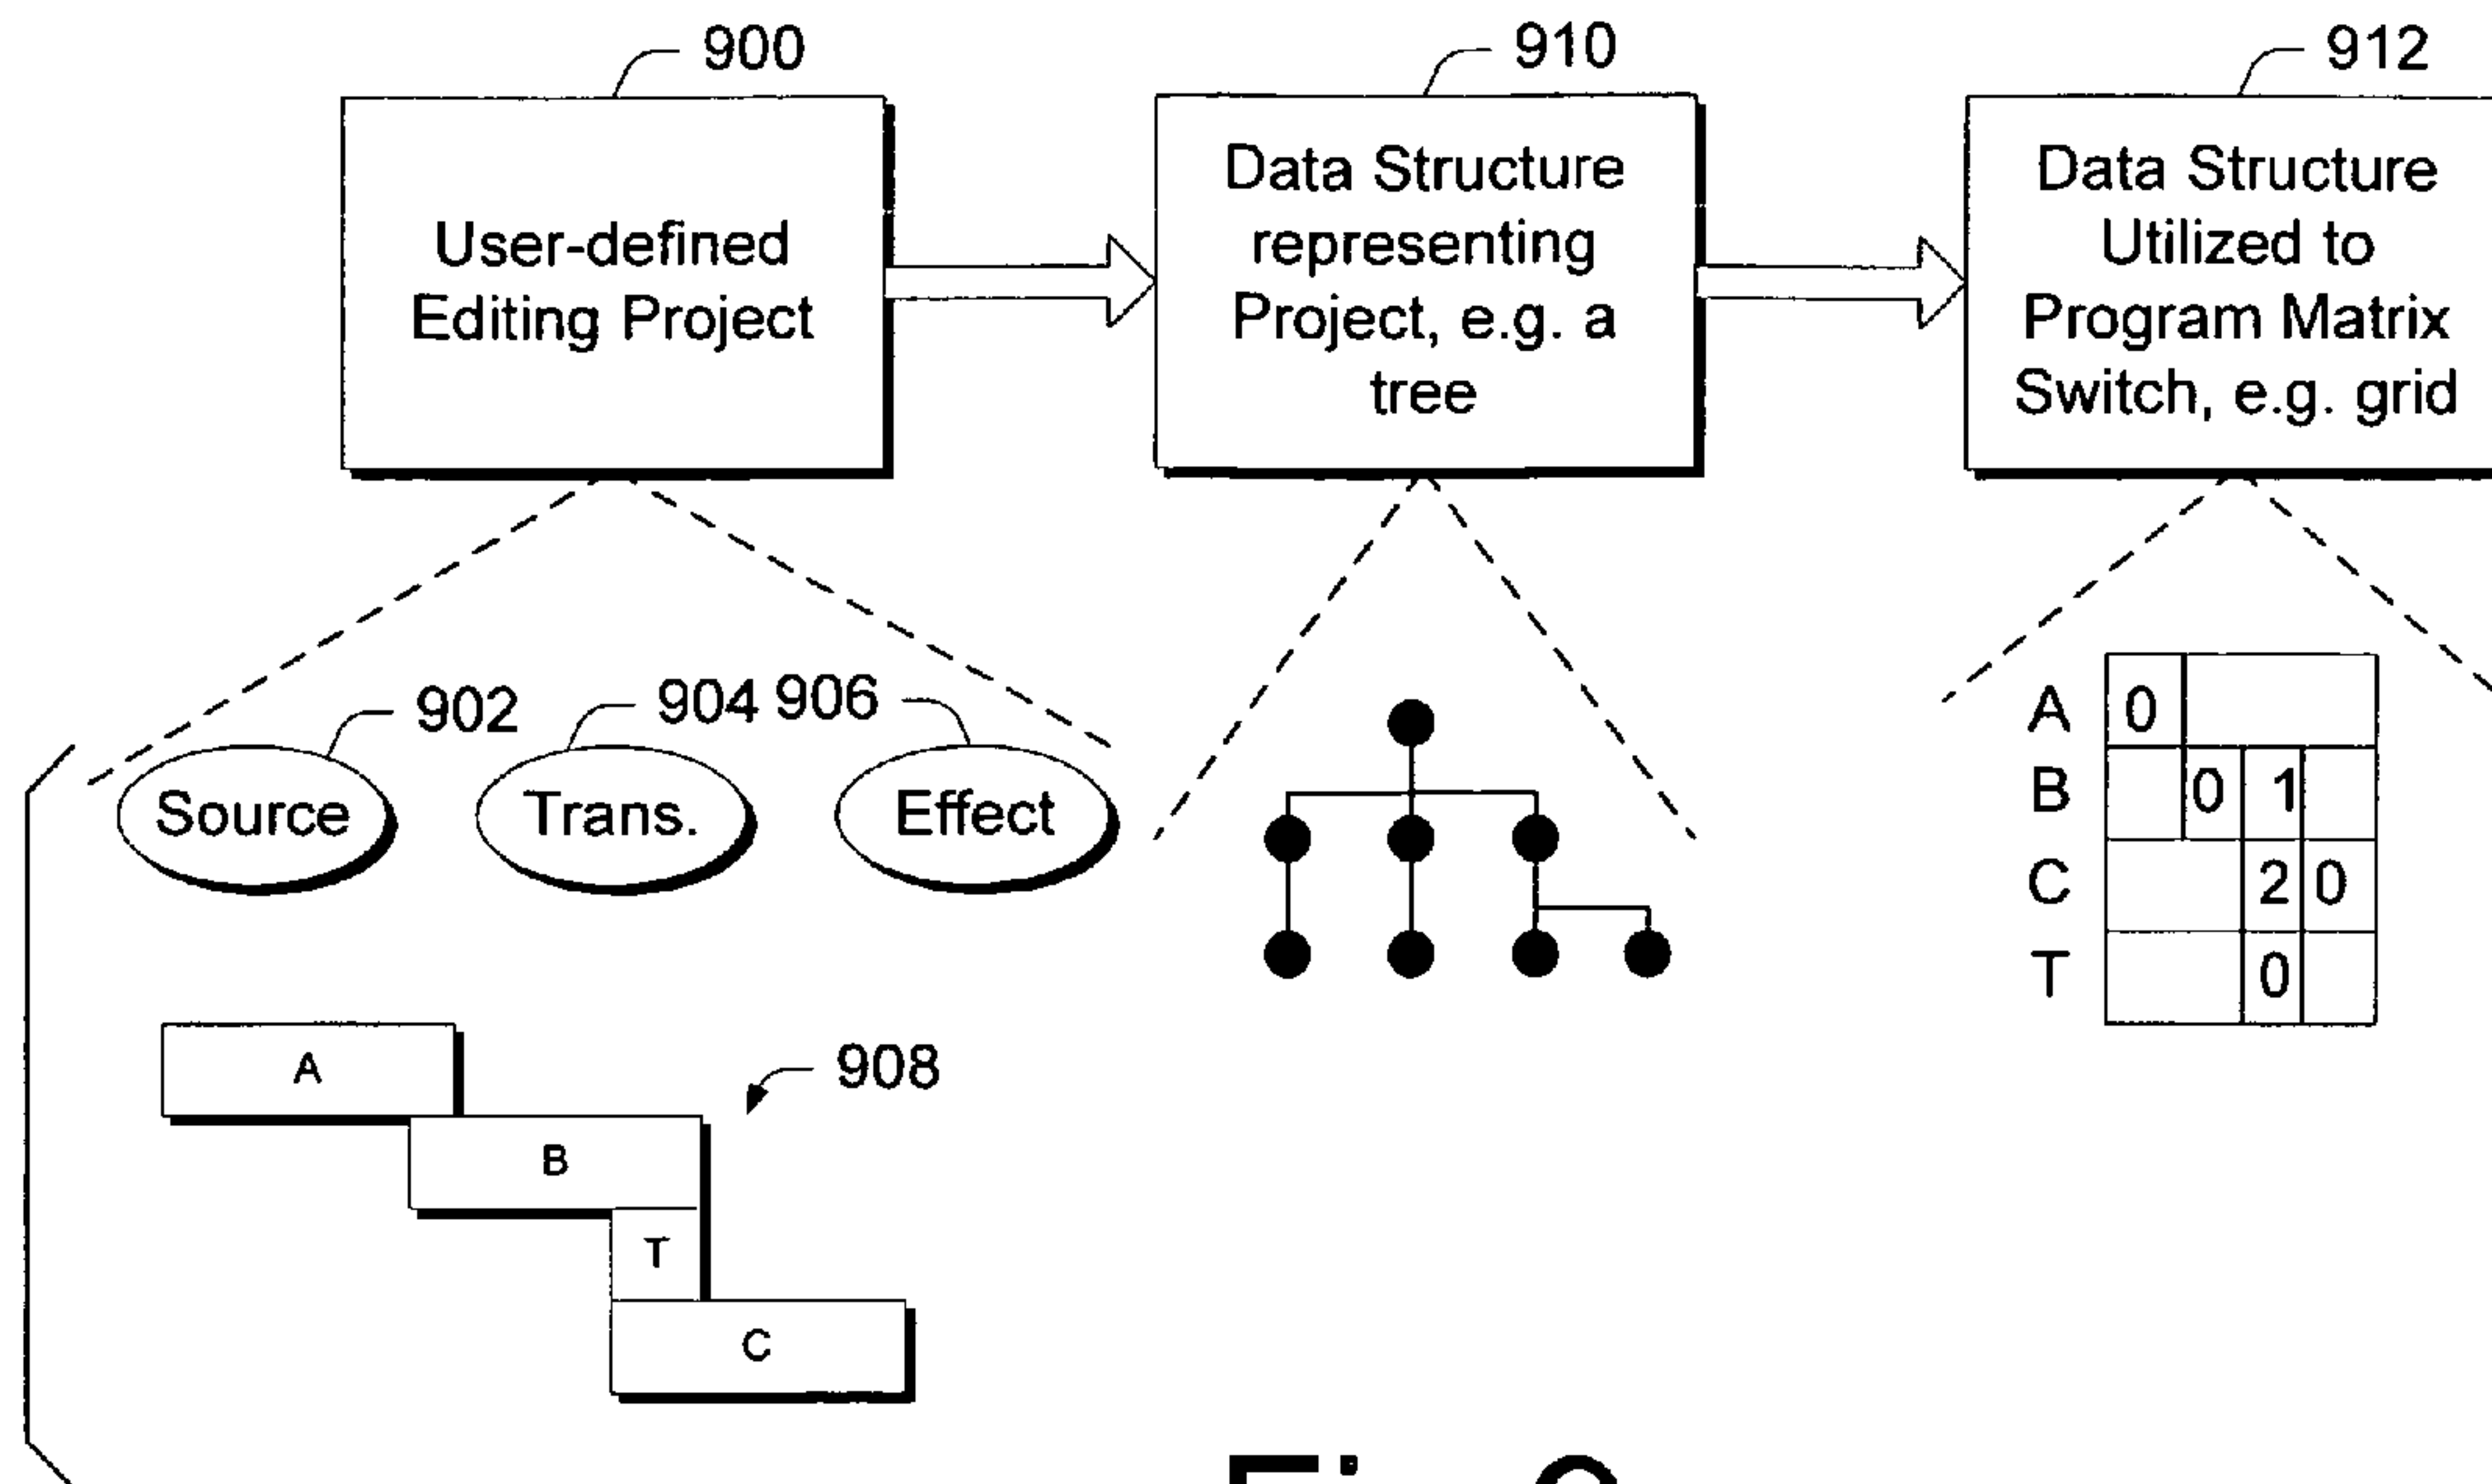 900
910
912
User-defined
Editing Project
Data Structure
representing
Project, e.g. a
tree
Data Structure
Utilized to
Program Matrix
Switch, e.g. grid
902
904
906
Source
Trans.
Effect
A 0
B 0 1
C 2 0
T 0
908
A
B
T
C